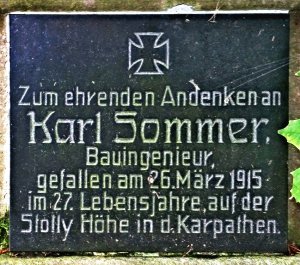 Zum ehrenden Andenken an
Karl Sommer,
Bauingenieur,
gefallen am 26. März 1915
im 27. Lebensjahre, auf der
Stolly Höhe in d. Karpathen.